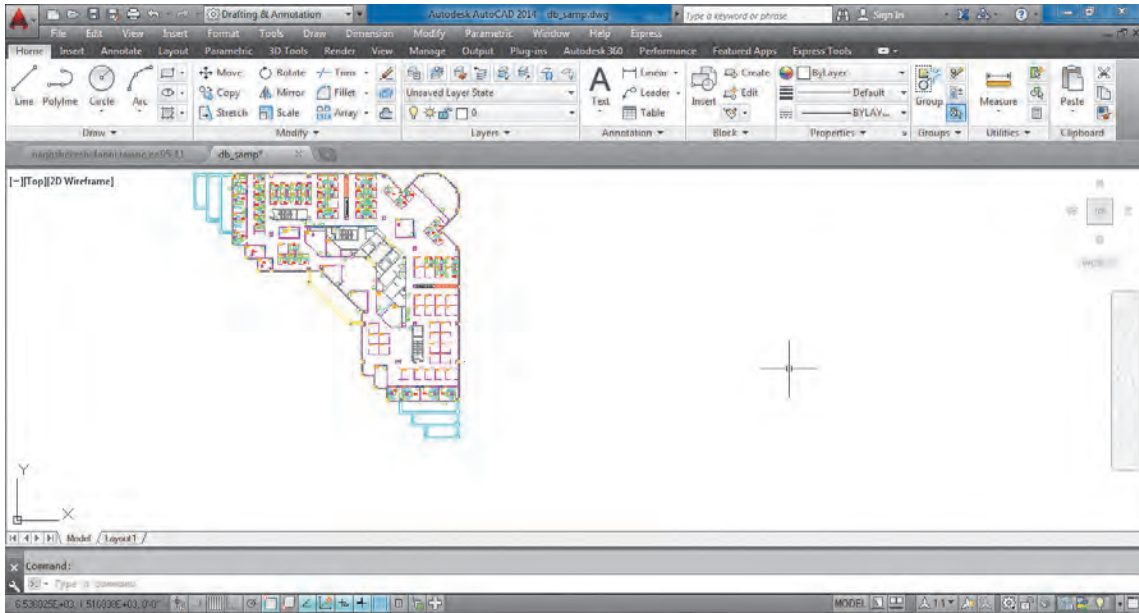 Drafting & Annotation
Autodesk AutoCAD 2014 db_samp.dwg
Type a keyword or phrase
Sign In
File Edit View Insert Format Tools Draw Dimension Modify Parametric Window Help Express
Home Insert Annotate Layout Parametric 3D Tools Render View Manage Output Plug-ins Autodesk 360 Performance Featured Apps Express Tools
Line Polyline Circle Arc
Move Rotate Trim
Copy Mirror Fillet
Stretch Scale Array
Unsaved Layer State
0
Text
Linear
Leader
Table
Insert
Create
Edit
ByLayer
Default
BYLAY...
Group
Measure
Paste
Draw Modify Layers Annotation Block Properties Groups Utilities Clipboard
db_samp*
[−][Top][2D Wireframe]
Y
X
Model Layout1
Command:
Type a command
MODEL